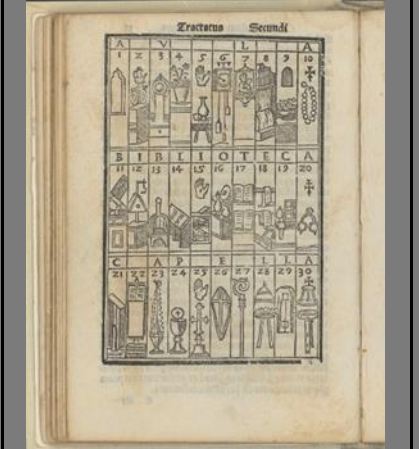 Tractatus Secundi
A V L A
1 2 3 4 5 6 7 8 9 10
B I B L I O T E C A
11 12 13 14 15 16 17 18 19 20
C A P E L L A
21 22 23 24 25 26 27 28 29 30